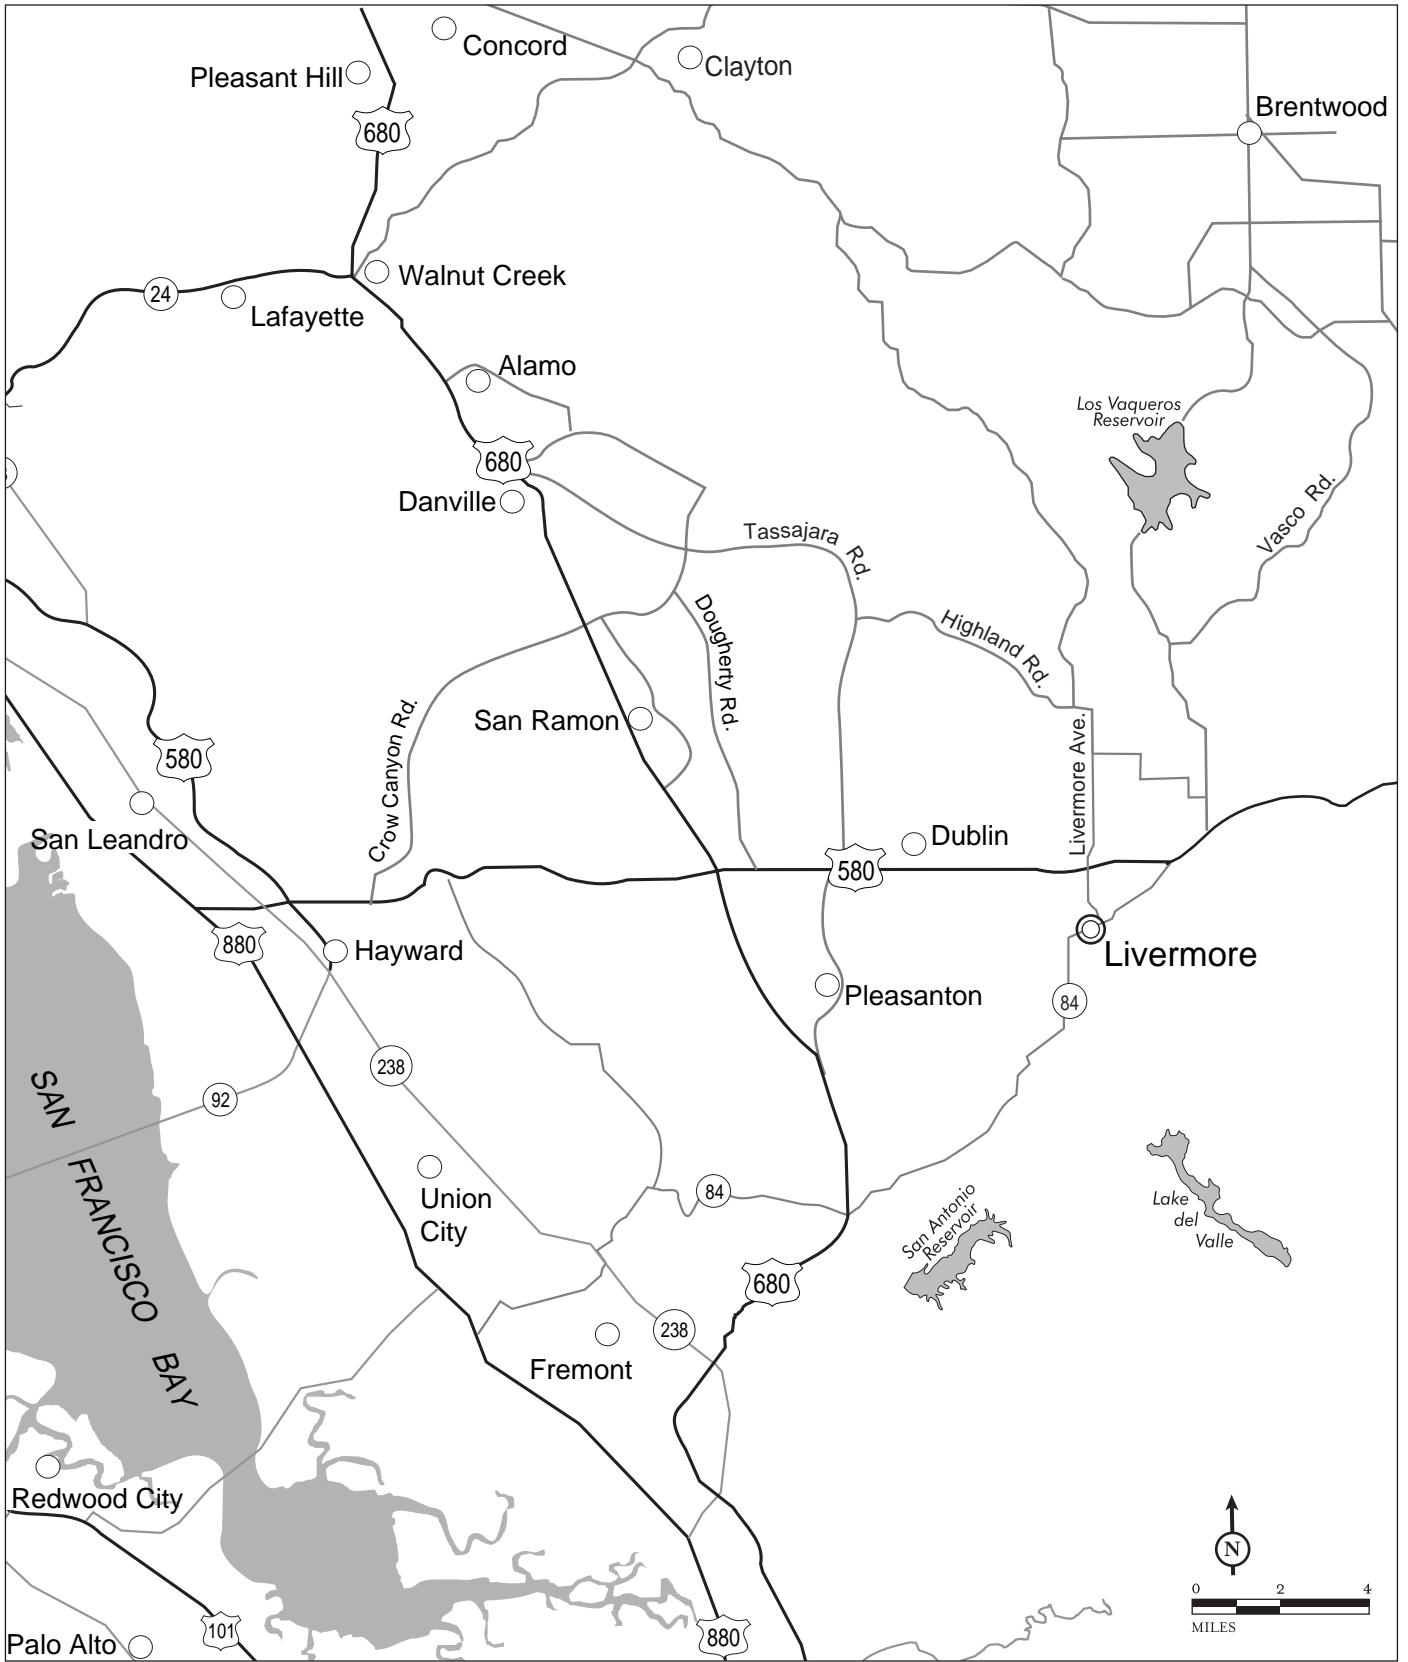 Concord
Clayton
Pleasant Hill
Brentwood
680
Walnut Creek
24
Lafayette
Alamo
Los Vaqueros
Reservoir
680
Danville
Vasco Rd.
Tassajara Rd.
Highland Rd.
Dougherty Rd.
Crow Canyon Rd.
San Ramon
Livermore Ave.
580
San Leandro
Dublin
580
880
Hayward
Livermore
Pleasanton
84
238
92
SAN FRANCISCO BAY
Union
City
84
San Antonio
Reservoir
Lake
del
Valle
680
238
Fremont
Redwood City
N
0 2 4
MILES
101
880
Palo Alto